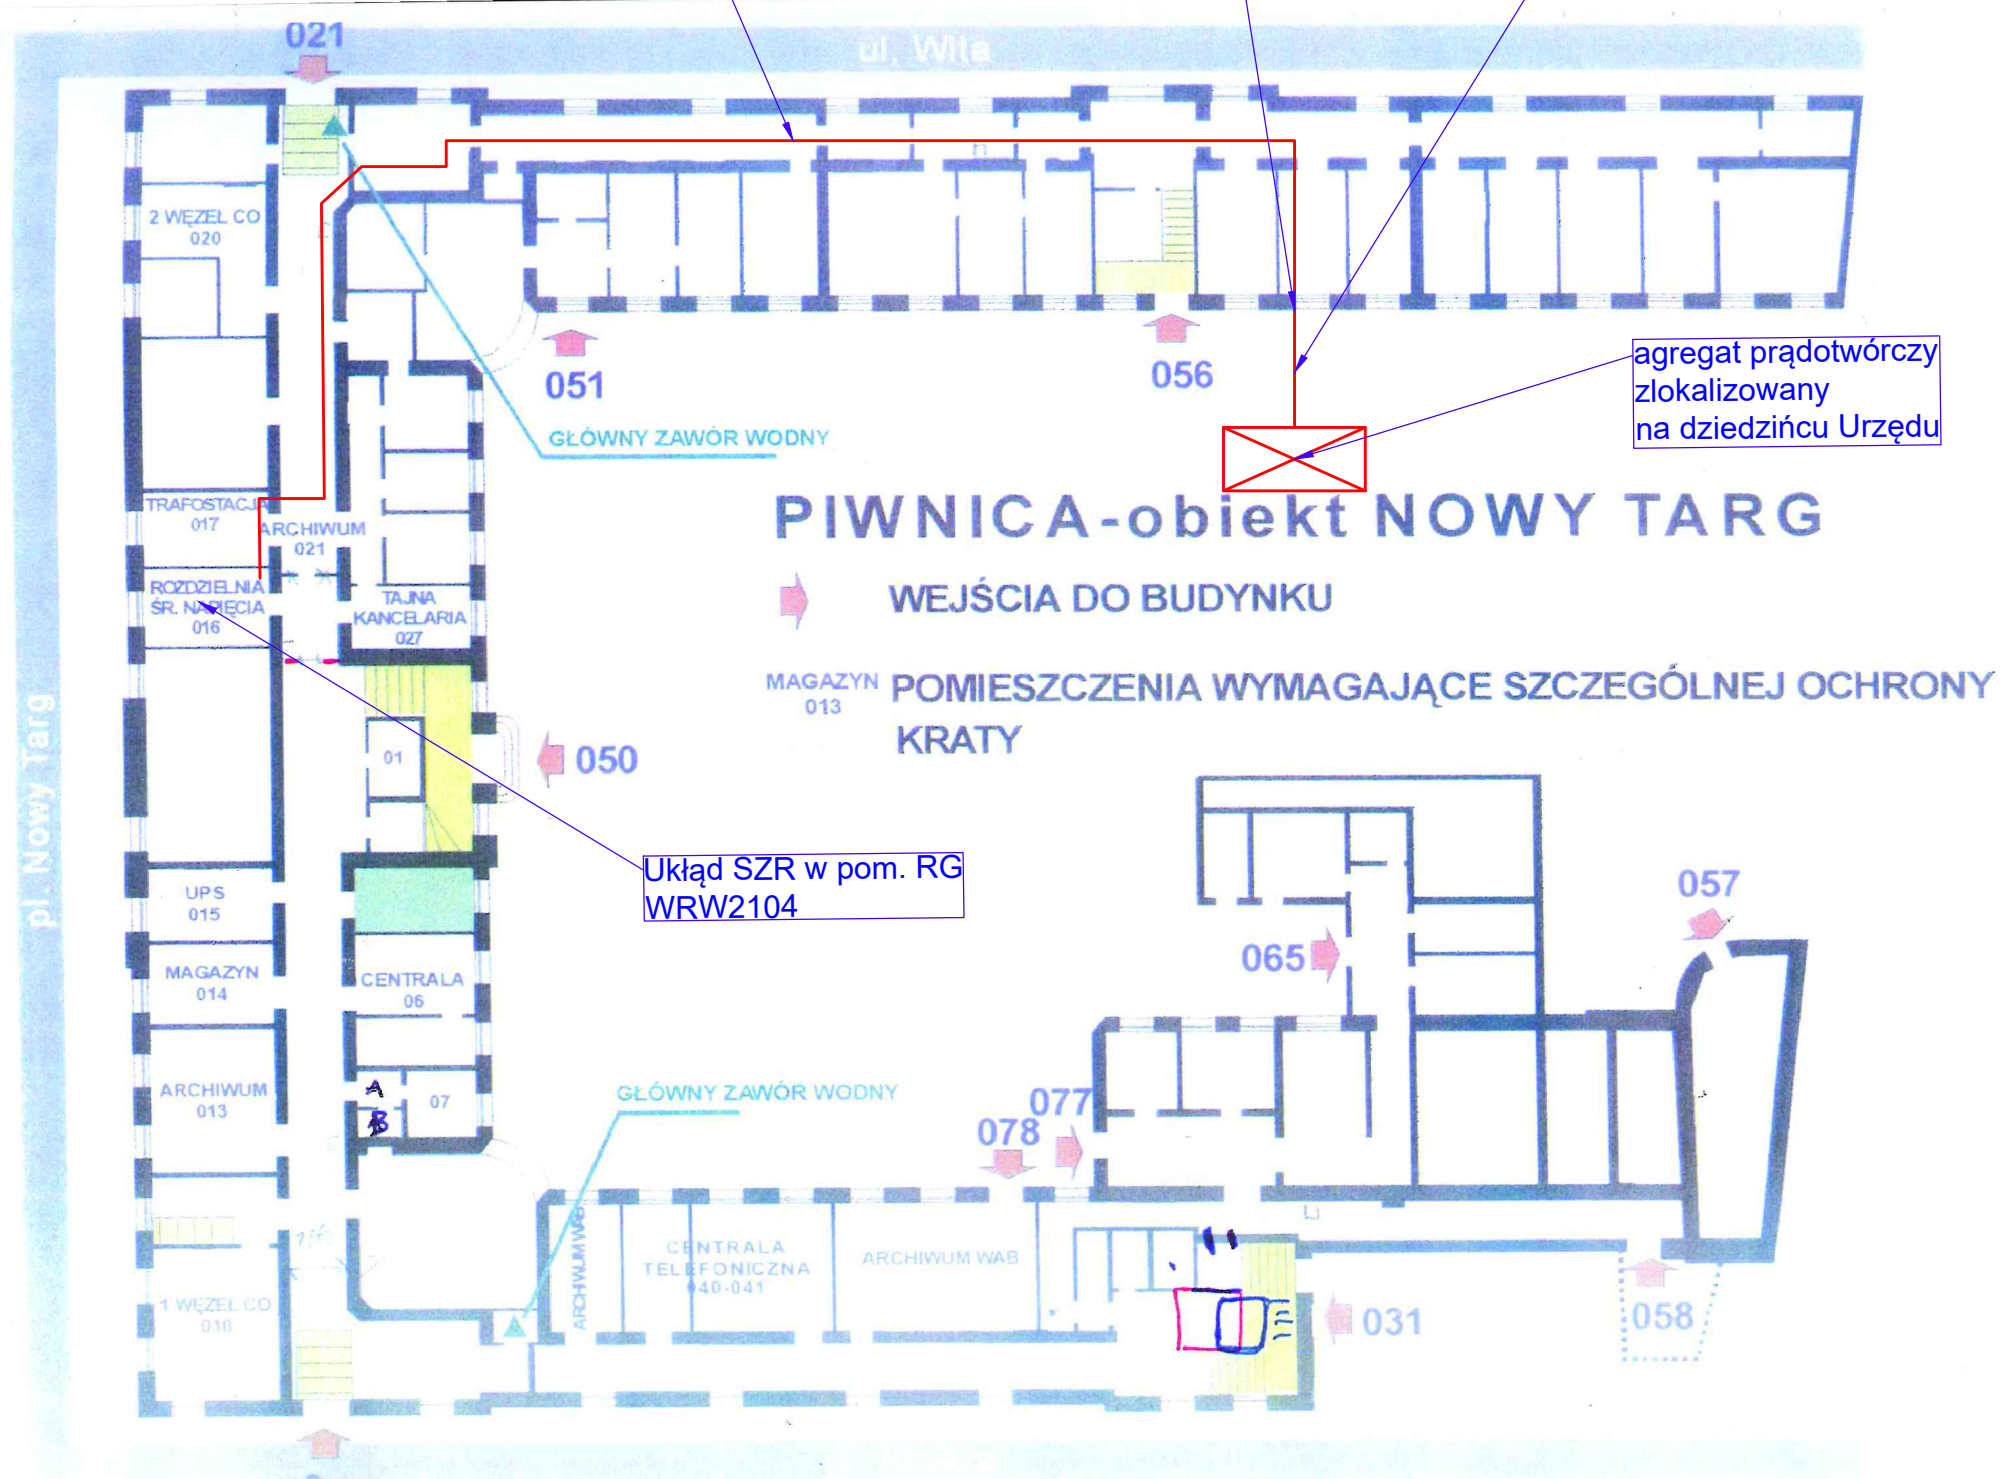 021
ul. Wita
2 WĘZEŁ CO
020
051
056
agregat prądotwórczy
zlokalizowany
na dziedzińcu Urzędu
GŁÓWNY ZAWÓR WODNY
TRAFOSTACJA
017
ARCHIWUM
021
PIWNICA-obiekt NOWY TARG
ROZDZIELNIA
ŚR. NAPIĘCIA
016
TAJNA
KANCELARIA
027
WEJŚCIA DO BUDYNKU
MAGAZYN
013
POMIESZCZENIA WYMAGAJĄCE SZCZEGÓLNEJ OCHRONY
KRATY
pl. Nowy Targ
01
050
Układ SZR w pom. RG
WRW2104
UPS
015
057
MAGAZYN
014
CENTRALA
06
065
ARCHIWUM
013
A
B
07
GŁÓWNY ZAWÓR WODNY
077
078
ARCHIWUM WAB
CENTRALA
TELEFONICZNA
040-041
ARCHIWUM WAB
1 WĘZEŁ CO
010
031
058